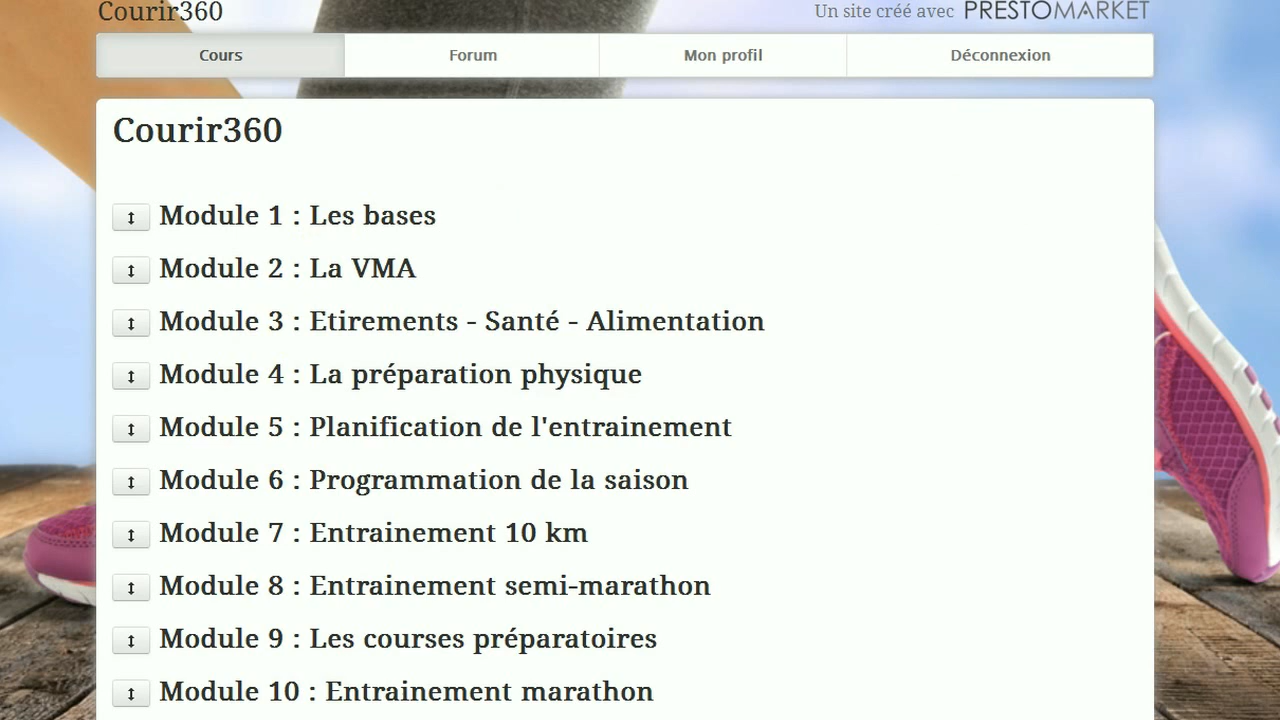 Courir360
Un site créé avec PRESTOMARKET
Cours
Forum
Mon profil
Déconnexion
Courir360
Module 1 : Les bases
Module 2 : La VMA
Module 3 : Etirements - Santé - Alimentation
Module 4 : La préparation physique
Module 5 : Planification de l'entrainement
Module 6 : Programmation de la saison
Module 7 : Entrainement 10 km
Module 8 : Entrainement semi-marathon
Module 9 : Les courses préparatoires
Module 10 : Entrainement marathon